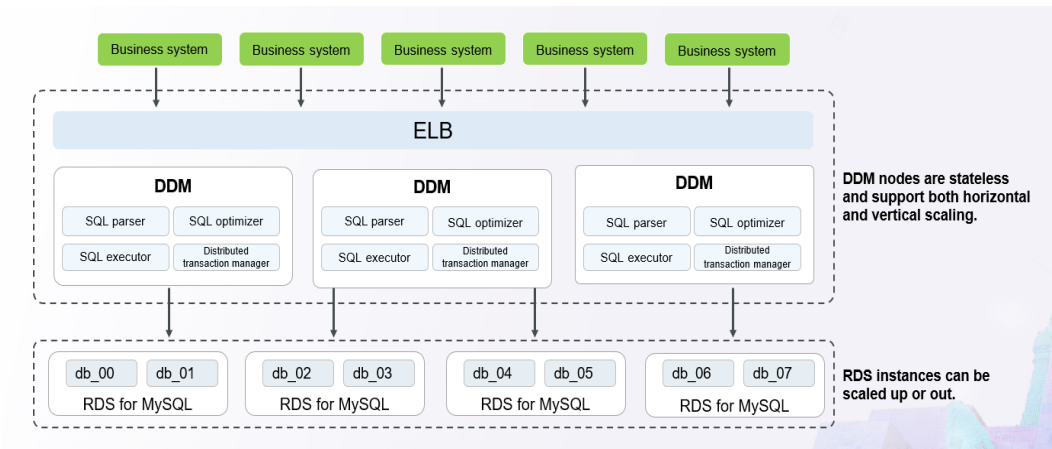 Business system
Business system
Business system
Business system
Business system
ELB
DDM
SQL parser
SQL optimizer
SQL executor
Distributed
transaction manager
DDM
SQL parser
SQL optimizer
SQL executor
Distributed
transaction manager
DDM
SQL parser
SQL optimizer
SQL executor
Distributed
transaction manager
DDM nodes are stateless
and support both horizontal
and vertical scaling.
db_00
db_01
RDS for MySQL
db_02
db_03
RDS for MySQL
db_04
db_05
RDS for MySQL
db_06
db_07
RDS for MySQL
RDS instances can be
scaled up or out.